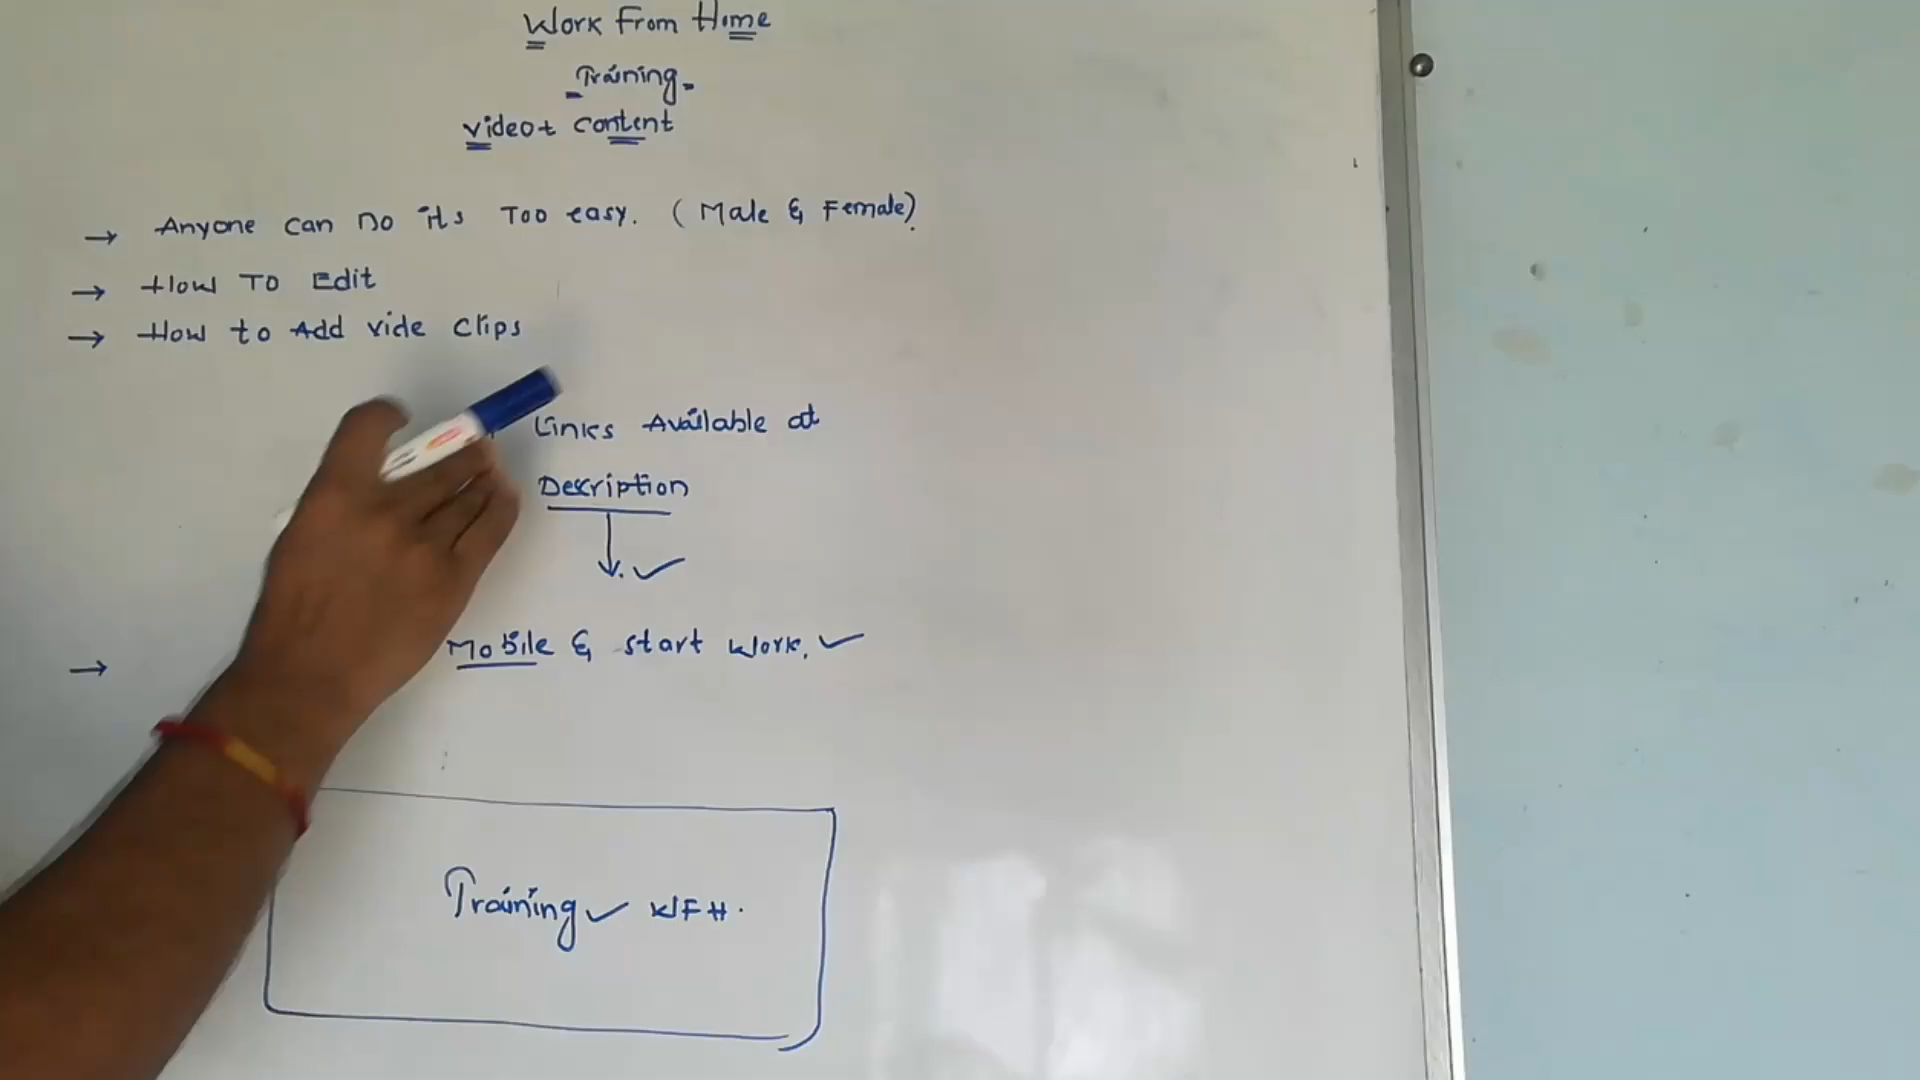 Work From Home
Training
video + content
→ Anyone can Do its Too easy. (Male & Female).
→ How To Edit
→ How to Add vide clips
Links Available at
Description
↓. ✓
→ Mobile & start work. ✓
Training ✓ WFH.